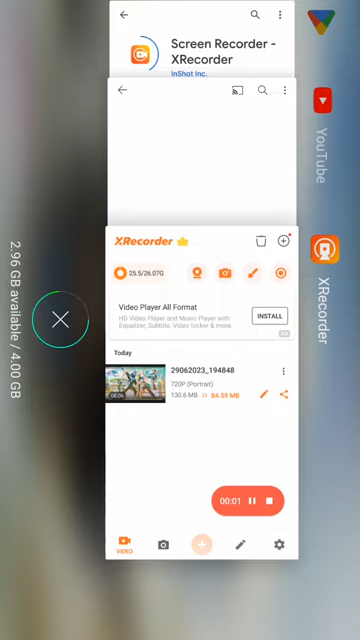 Screen Recorder -
XRecorder
InShot Inc.
YouTube
XRecorder
XRecorder
25.5/26.07G
Video Player All Format
HD Video Player and Music Player with
Equalizer, Subtitle, Video locker & more.
INSTALL
AD
Today
29062023_194848
720P (Portrait)
130.6 MB >> 84.59 MB
06:06
00:01
VIDEO
2.96 GB available / 4.00 GB